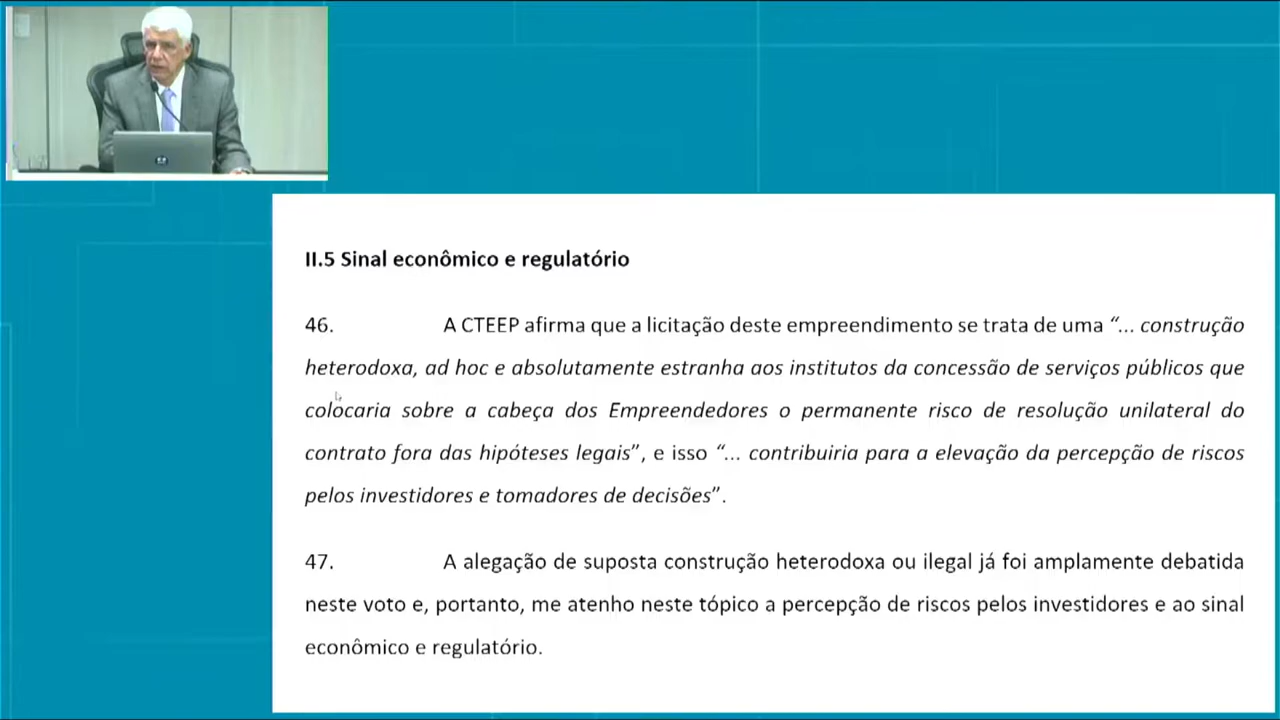 II.5 Sinal econômico e regulatório
46. A CTEEP afirma que a licitação deste empreendimento se trata de uma “... construção
heterodoxa, ad hoc e absolutamente estranha aos institutos da concessão de serviços públicos que
colocaria sobre a cabeça dos Empreendedores o permanente risco de resolução unilateral do
contrato fora das hipóteses legais”, e isso “... contribuiria para a elevação da percepção de riscos
pelos investidores e tomadores de decisões”.
47. A alegação de suposta construção heterodoxa ou ilegal já foi amplamente debatida
neste voto e, portanto, me atenho neste tópico a percepção de riscos pelos investidores e ao sinal
econômico e regulatório.